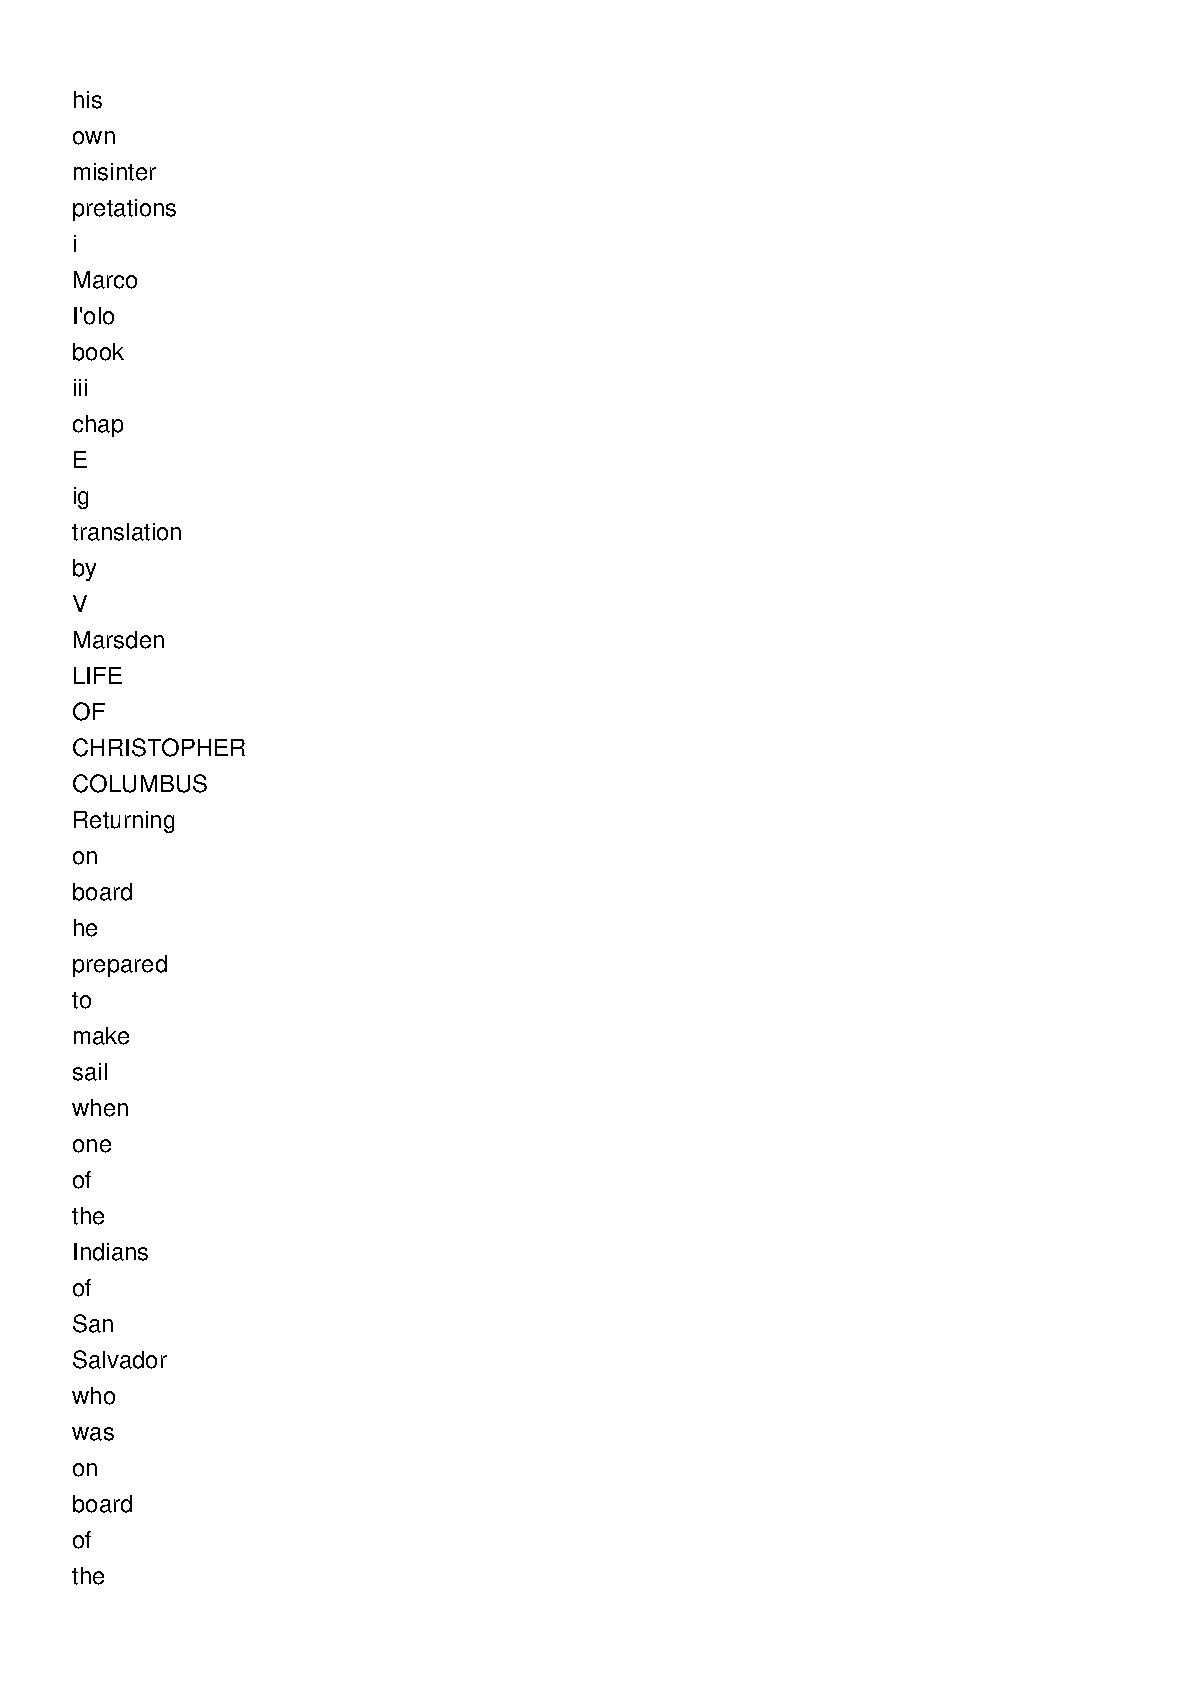 his
own
misinter
pretations
i
Marco
I'olo
book
iii
chap
E
ig
translation
by
V
Marsden
LIFE
OF
CHRISTOPHER
COLUMBUS
Returning
on
board
he
prepared
to
make
sail
when
one
of
the
Indians
of
San
Salvador
who
was
on
board
of
the